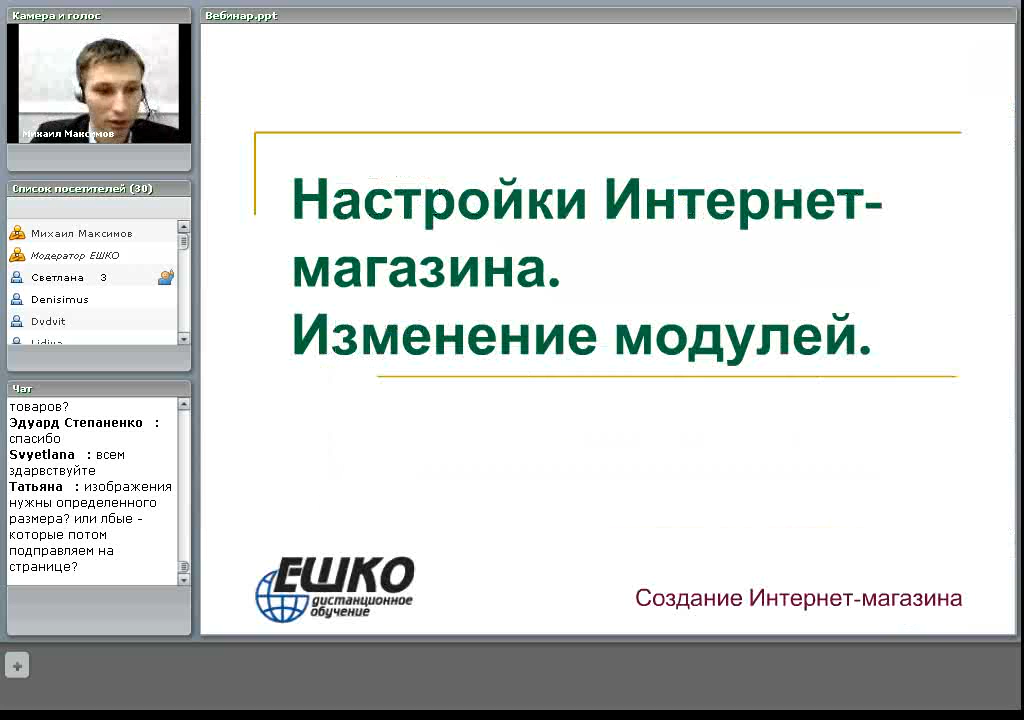 Камера и голос
Михаил Максимов
Список посетителей (30)
Михаил Максимов
Модератор ЕШКО
Светлана 3
Denisimus
Dvdvit
Lidiya
Чат
товаров?
Эдуард Степаненко :
спасибо
Svyetlana : всем
здарвствуйте
Татьяна : изображения
нужны определенного
размера? или лбые -
которые потом
подправляем на
странице?
Вебинар.ppt
Настройки Интернет-
магазина.
Изменение модулей.
ЕШКО
дистанционное
обучение
Создание Интернет-магазина